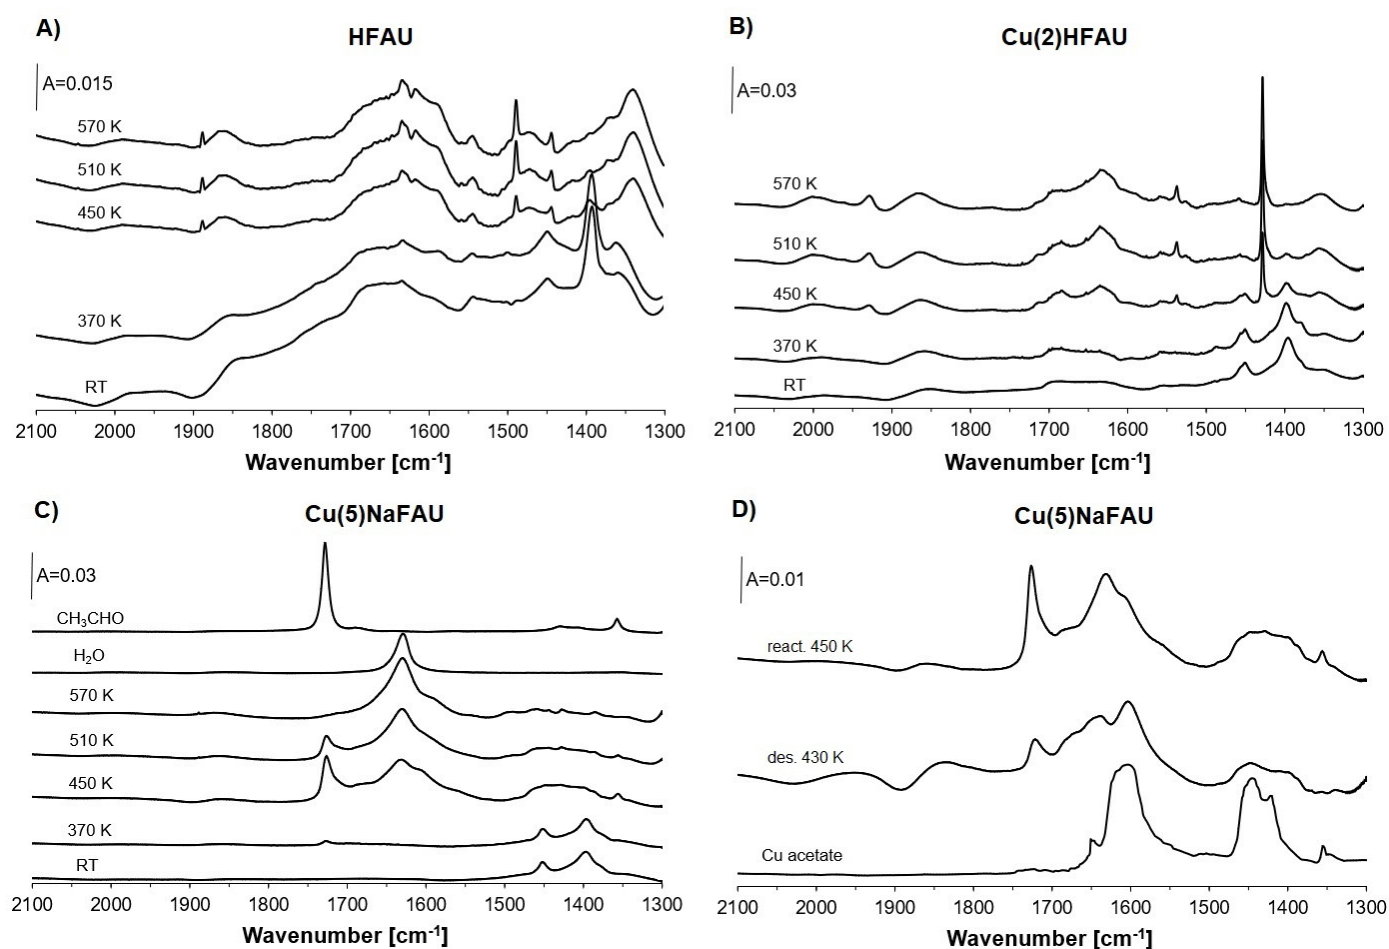 A)
HFAU
A=0.015
570 K
510 K
450 K
370 K
RT
2100 2000 1900 1800 1700 1600 1500 1400 1300
Wavenumber [cm⁻¹]
B)
Cu(2)HFAU
A=0.03
570 K
510 K
450 K
370 K
RT
2100 2000 1900 1800 1700 1600 1500 1400 1300
Wavenumber [cm⁻¹]
C)
Cu(5)NaFAU
A=0.03
CH₃CHO
H₂O
570 K
510 K
450 K
370 K
RT
2100 2000 1900 1800 1700 1600 1500 1400 1300
Wavenumber [cm⁻¹]
D)
Cu(5)NaFAU
A=0.01
react. 450 K
des. 430 K
Cu acetate
2100 2000 1900 1800 1700 1600 1500 1400 1300
Wavenumber [cm⁻¹]